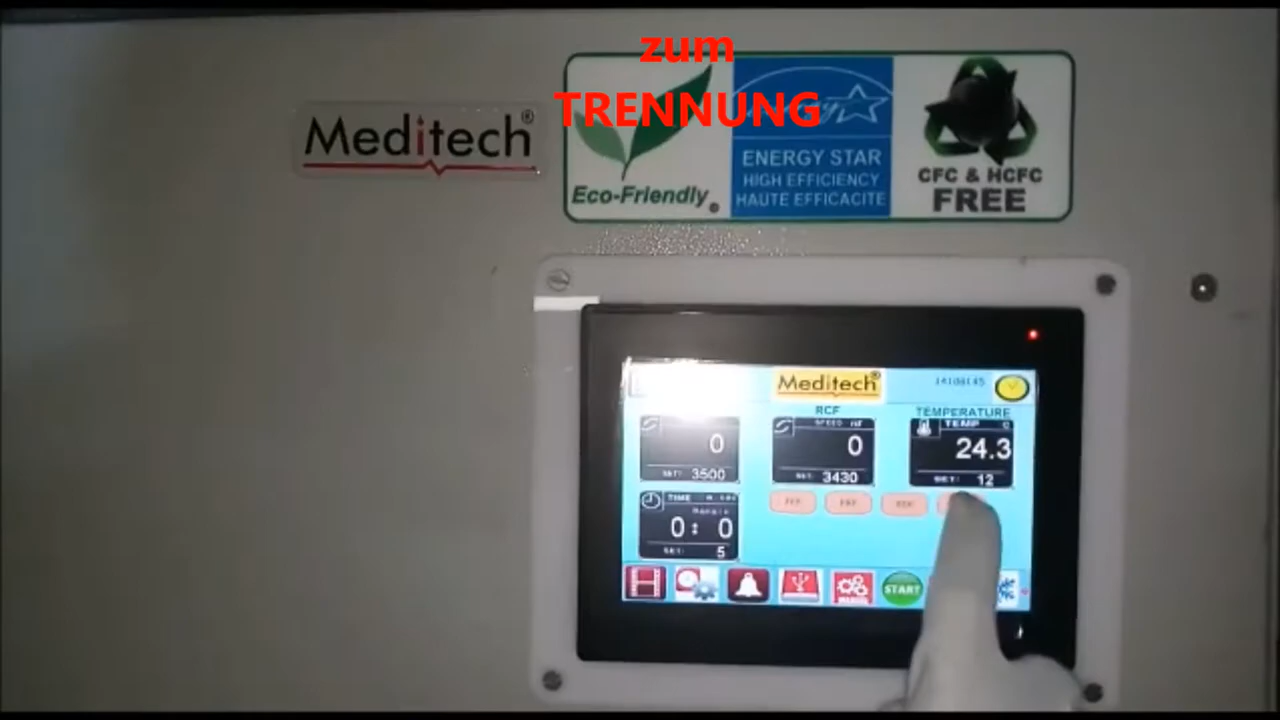 zum
TRENNUNG
Meditech®
Eco-Friendly®
ENERGY STAR
HIGH EFFICIENCY
HAUTE EFFICACITE
CFC & HCFC
FREE
Meditech®
RCF
TEMPERATURE
0
SET: 3500
SPEED rcf
0
SET: 3430
TEMP C
24.3
SET: 12
TIME
0: 0
SET: 5
START